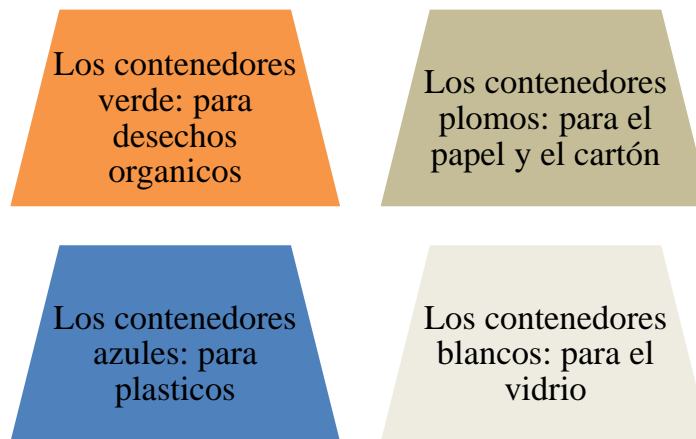 Los contenedores
verde: para
desechos
organicos
Los contenedores
plomos: para el
papel y el cartón
Los contenedores
azules: para
plasticos
Los contenedores
blancos: para el
vidrio